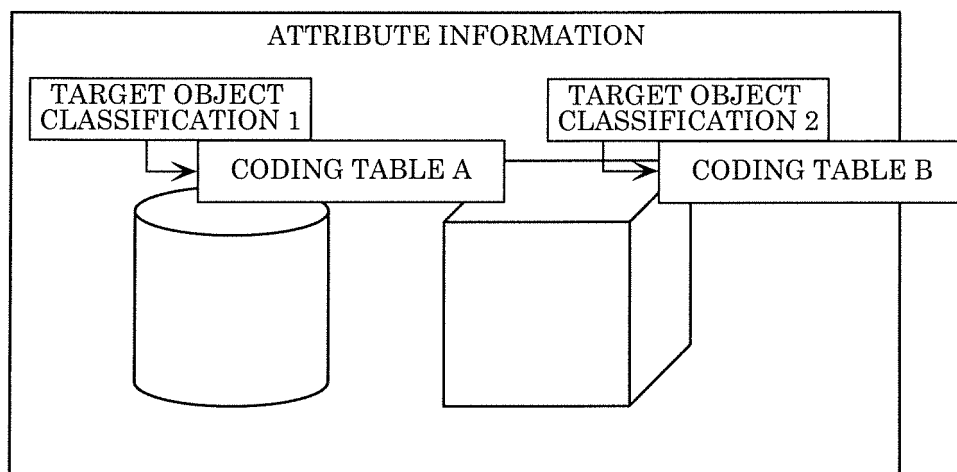 ATTRIBUTE INFORMATION
TARGET OBJECT
CLASSIFICATION 1
CODING TABLE A
TARGET OBJECT
CLASSIFICATION 2
CODING TABLE B